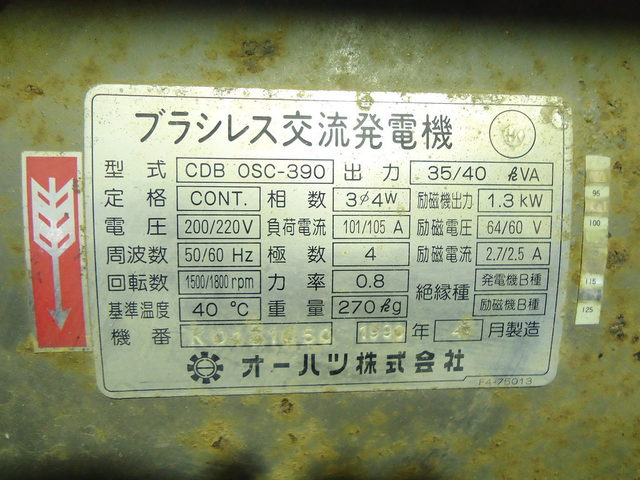 ブラシレス交流発電機
型式 CDB OSC-390 出力 35/40 kVA
定格 CONT. 相数 3φ4W 励磁機出力 1.3 kW
電圧 200/220V 負荷電流 101/105 A 励磁電圧 64/60 V
周波数 50/60 Hz 極数 4 励磁電流 2.7/2.5 A
回転数 1500/1800 rpm 力率 0.8 絶縁種 発電機B種
基準温度 40 ℃ 重量 270kg 励磁機B種
機番 年 月製造
オーハツ株式会社
F4-75013
95
100
115
125